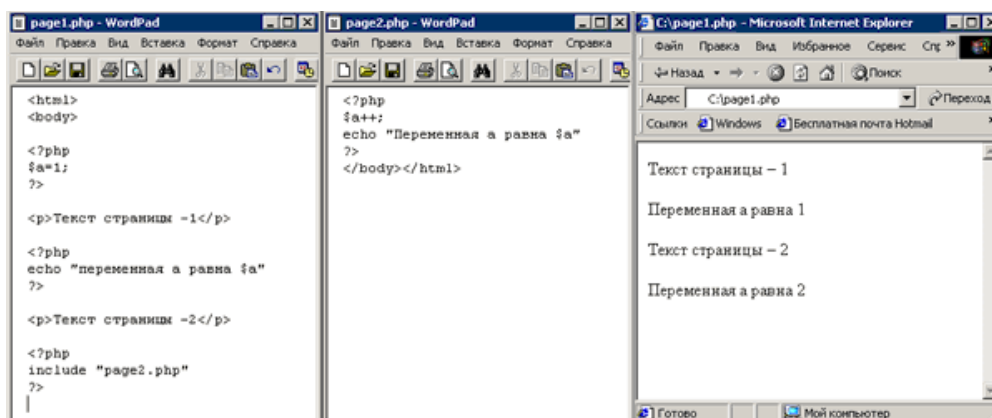 page1.php - WordPad
Файл Правка Вид Вставка Формат Справка
<html>
<body>
<?php
$a=1;
?>
<p>Текст страницы -1</p>
<?php
echo "переменная а равна $a"
?>
<p>Текст страницы -2</p>
<?php
include "page2.php"
?>
page2.php - WordPad
Файл Правка Вид Вставка Формат Справка
<?php
$a++;
echo "Переменная а равна $a"
?>
</body></html>
C:\page1.php - Microsoft Internet Explorer
Файл Правка Вид Избранное Сервис Спр »
Назад Поиск
Адрес C:\page1.php Переход
Ссылки Windows Бесплатная почта Hotmail
Текст страницы – 1
Переменная а равна 1
Текст страницы – 2
Переменная а равна 2
Готово Мой компьютер